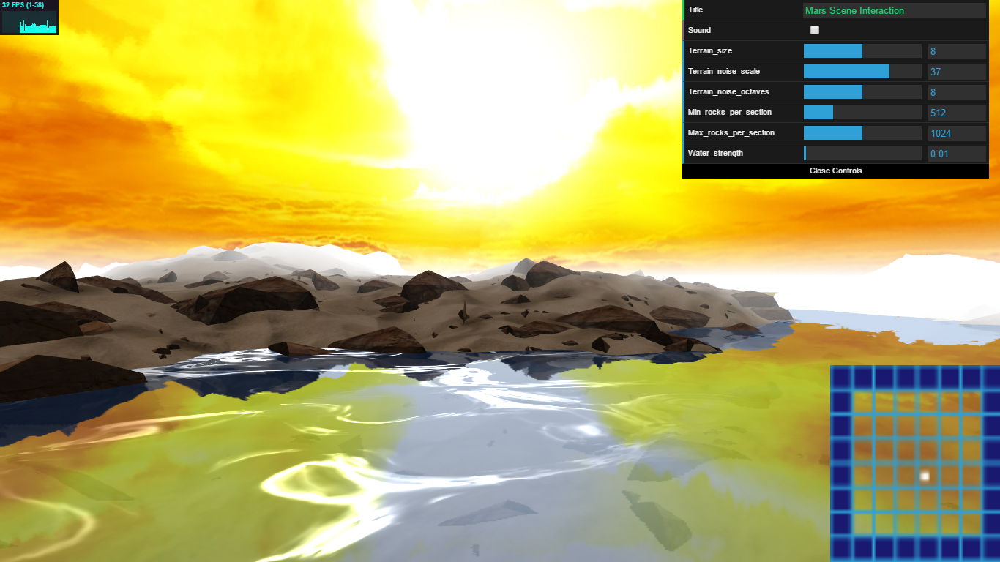 32 FPS (1-58)
Title Mars Scene Interaction
Sound
Terrain_size 8
Terrain_noise_scale 37
Terrain_noise_octaves 8
Min_rocks_per_section 512
Max_rocks_per_section 1024
Water_strength 0.01
Close Controls